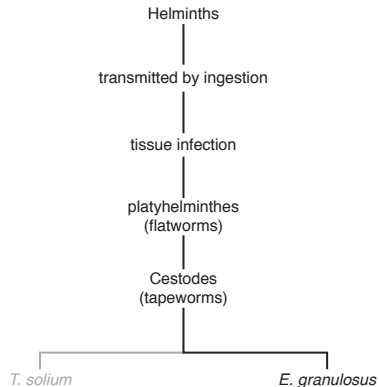 Helminths
transmitted by ingestion
tissue infection
platyhelminthes
(flatworms)
Cestodes
(tapeworms)
T. solium
E. granulosus